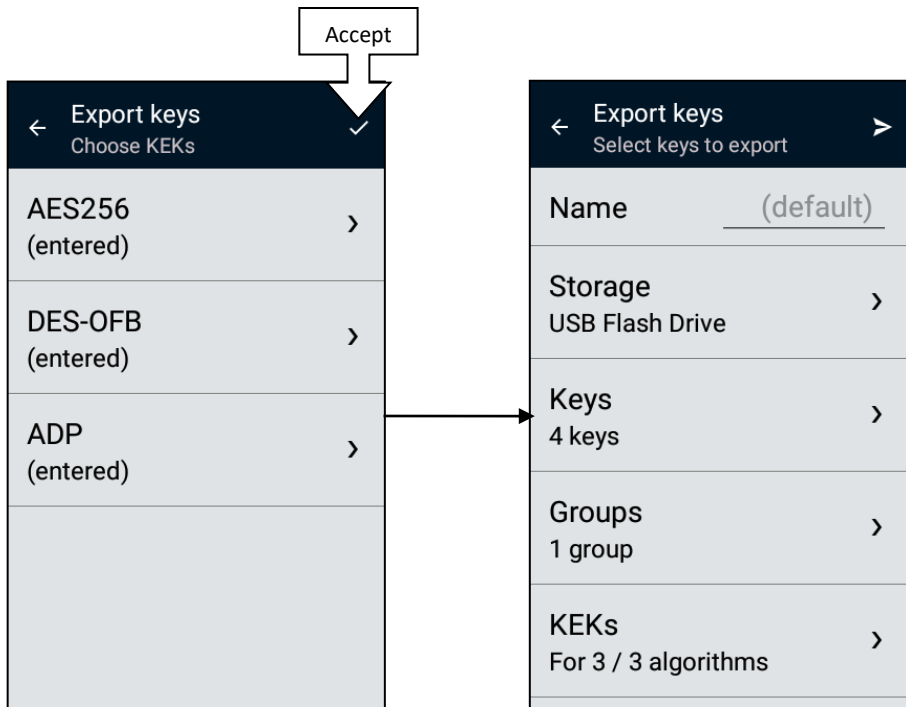 Accept
Export keys
Choose KEKs
AES256
(entered)
DES-OFB
(entered)
ADP
(entered)
Export keys
Select keys to export
Name (default)
Storage
USB Flash Drive
Keys
4 keys
Groups
1 group
KEKs
For 3 / 3 algorithms